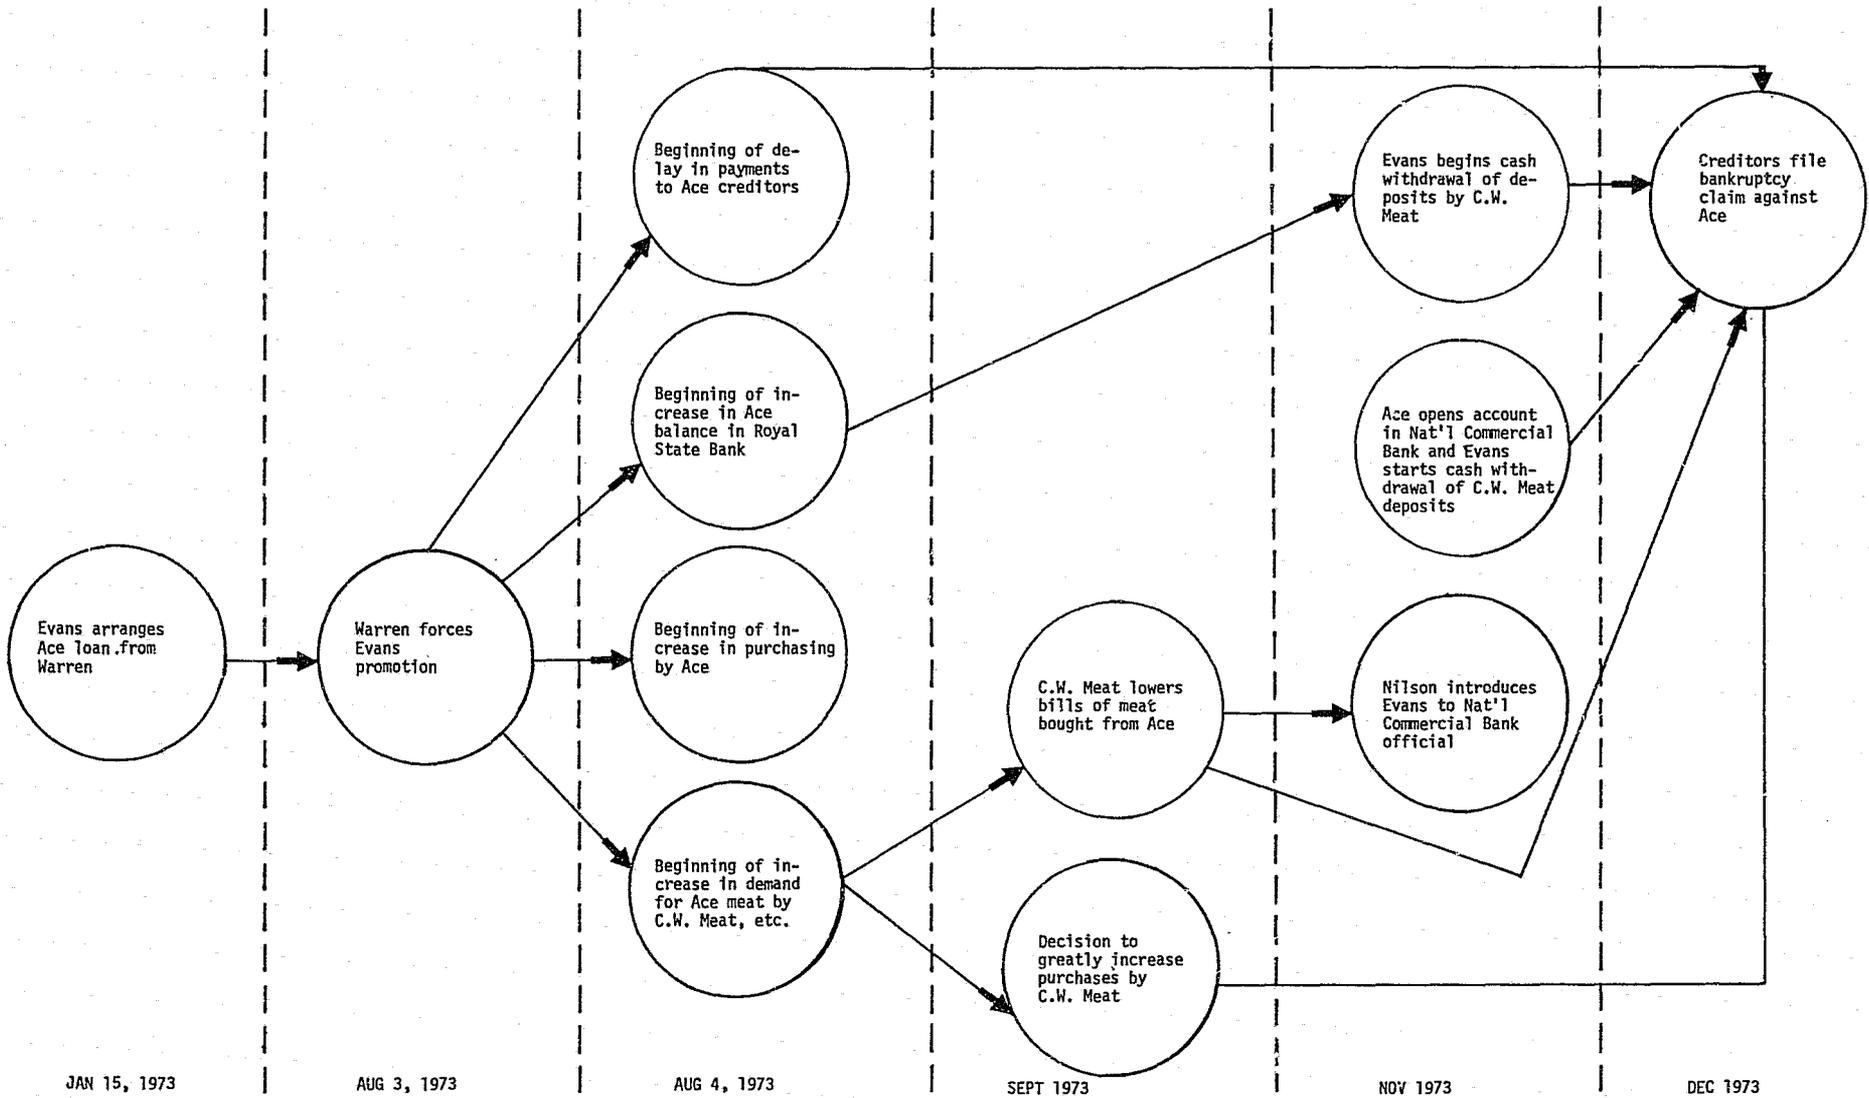 Beginning of de-
lay in payments
to Ace creditors
Evans begins cash
withdrawal of de-
posits by C.W.
Meat
Creditors file
bankruptcy
claim against
Ace
Beginning of in-
crease in Ace
balance in Royal
State Bank
Ace opens account
in Nat'l Commercial
Bank and Evans
starts cash with-
drawal of C.W. Meat
deposits
Evans arranges
Ace loan from
Warren
Warren forces
Evans
promotion
Beginning of in-
crease in purchasing
by Ace
C.W. Meat lowers
bills of meat
bought from Ace
Nilson introduces
Evans to Nat'l
Commercial Bank
official
Beginning of in-
crease in demand
for Ace meat by
C.W. Meat, etc.
Decision to
greatly increase
purchases by
C.W. Meat
JAN 15, 1973
AUG 3, 1973
AUG 4, 1973
SEPT 1973
NOV 1973
DEC 1973